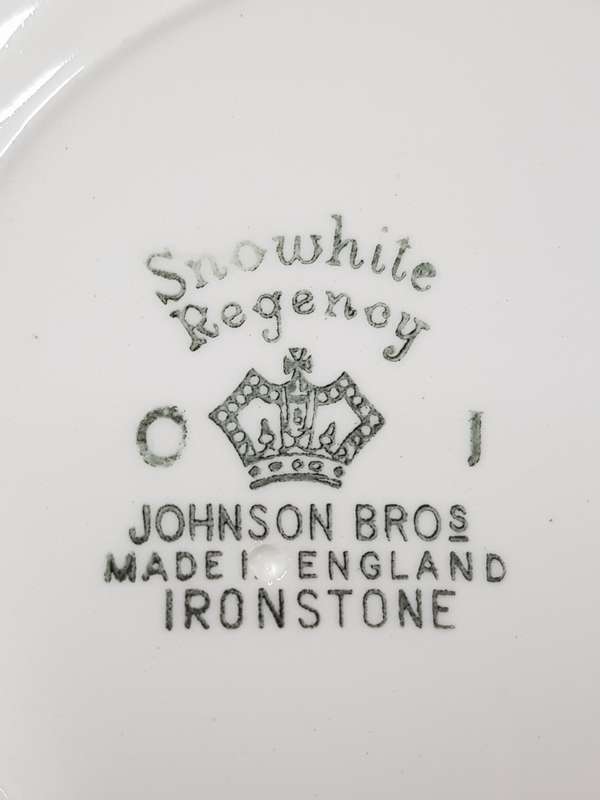 Snowhite
Regency
O J
JOHNSON BROS
MADE I ENGLAND
IRONSTONE